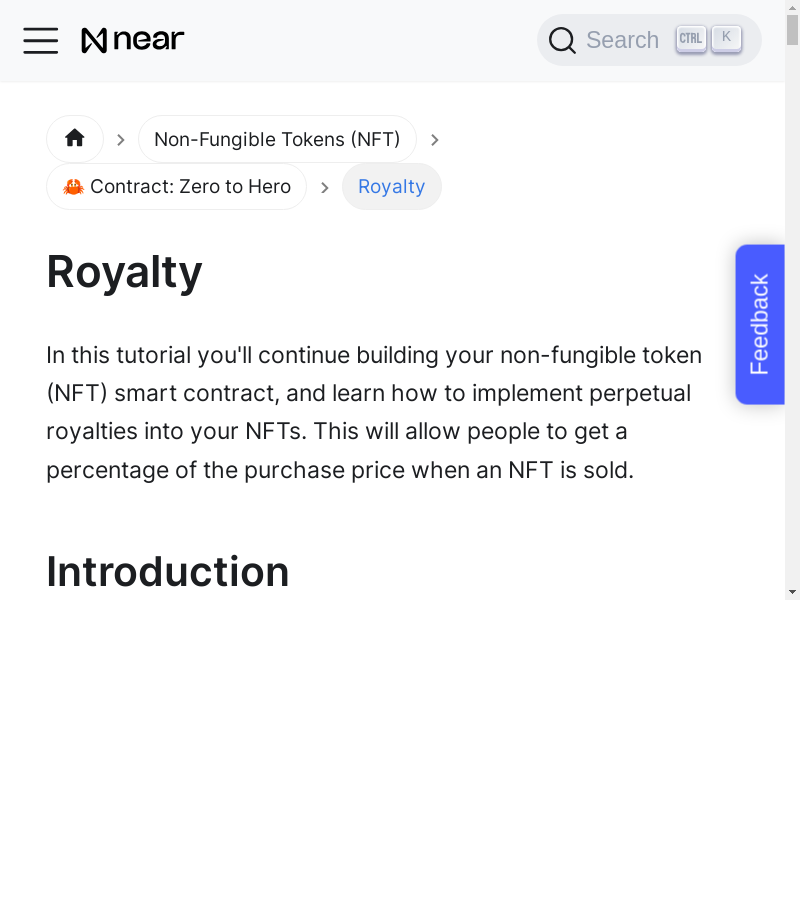 near
Search CTRL K
Non-Fungible Tokens (NFT)
🦀 Contract: Zero to Hero
Royalty
Royalty
Feedback
In this tutorial you'll continue building your non-fungible token
(NFT) smart contract, and learn how to implement perpetual
royalties into your NFTs. This will allow people to get a
percentage of the purchase price when an NFT is sold.
Introduction